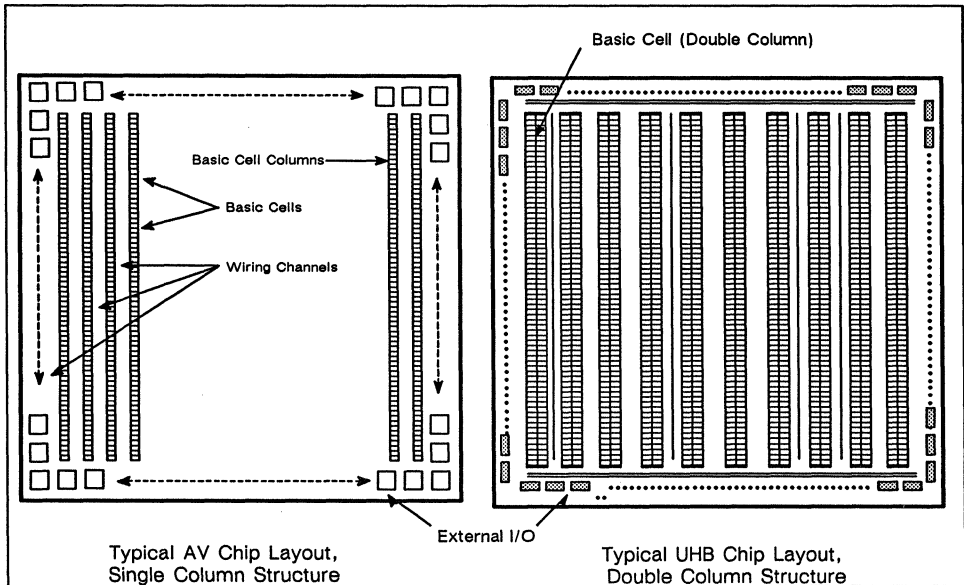 Basic Cell (Double Column)
Basic Cell Columns
Basic Cells
Wiring Channels
External I/O
Typical AV Chip Layout,
Single Column Structure
Typical UHB Chip Layout,
Double Column Structure